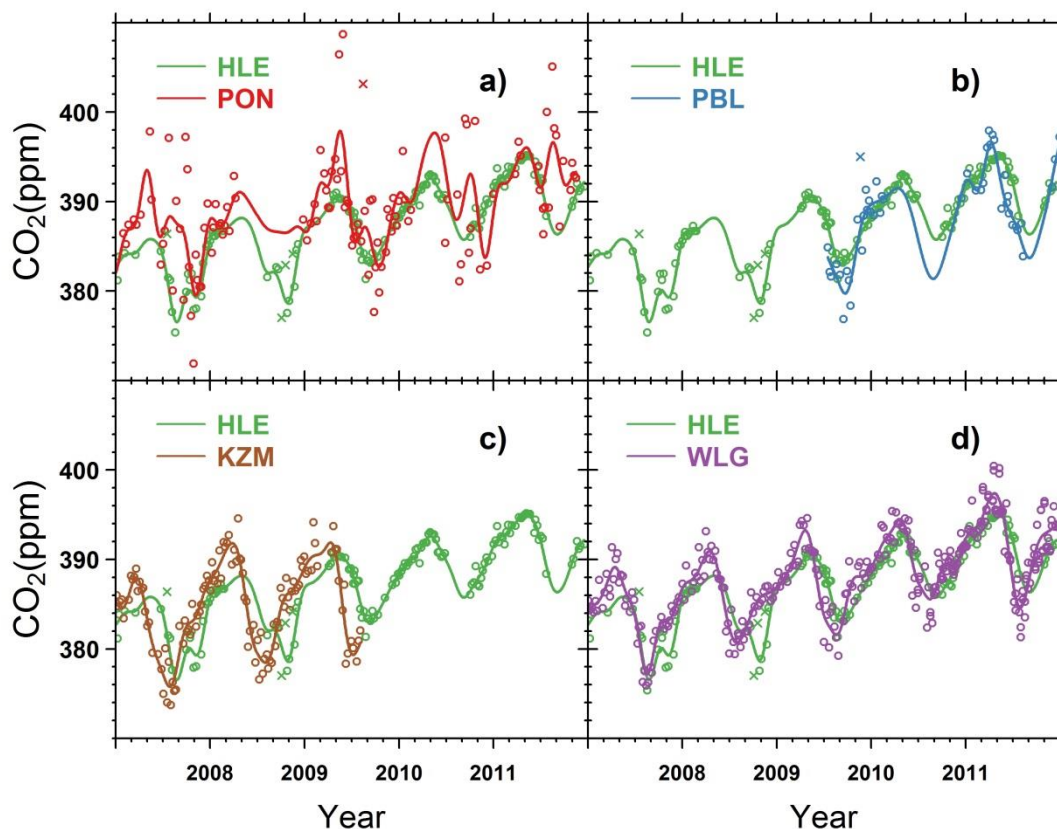 HLE
PON
a)
HLE
PBL
b)
CO2(ppm)
400
390
380
HLE
KZM
c)
HLE
WLG
d)
CO2(ppm)
400
390
380
2008 2009 2010 2011
2008 2009 2010 2011
Year
Year